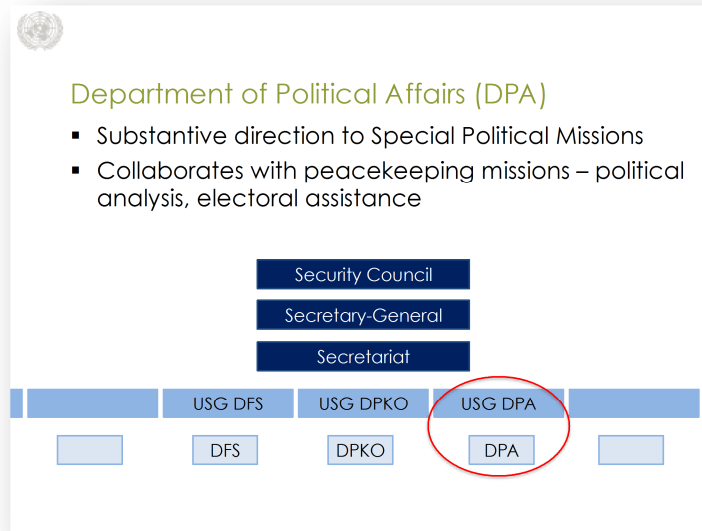 Department of Political Affairs (DPA)
▪ Substantive direction to Special Political Missions
▪ Collaborates with peacekeeping missions – political
analysis, electoral assistance
Security Council
Secretary-General
Secretariat
USG DFS USG DPKO USG DPA
DFS DPKO DPA